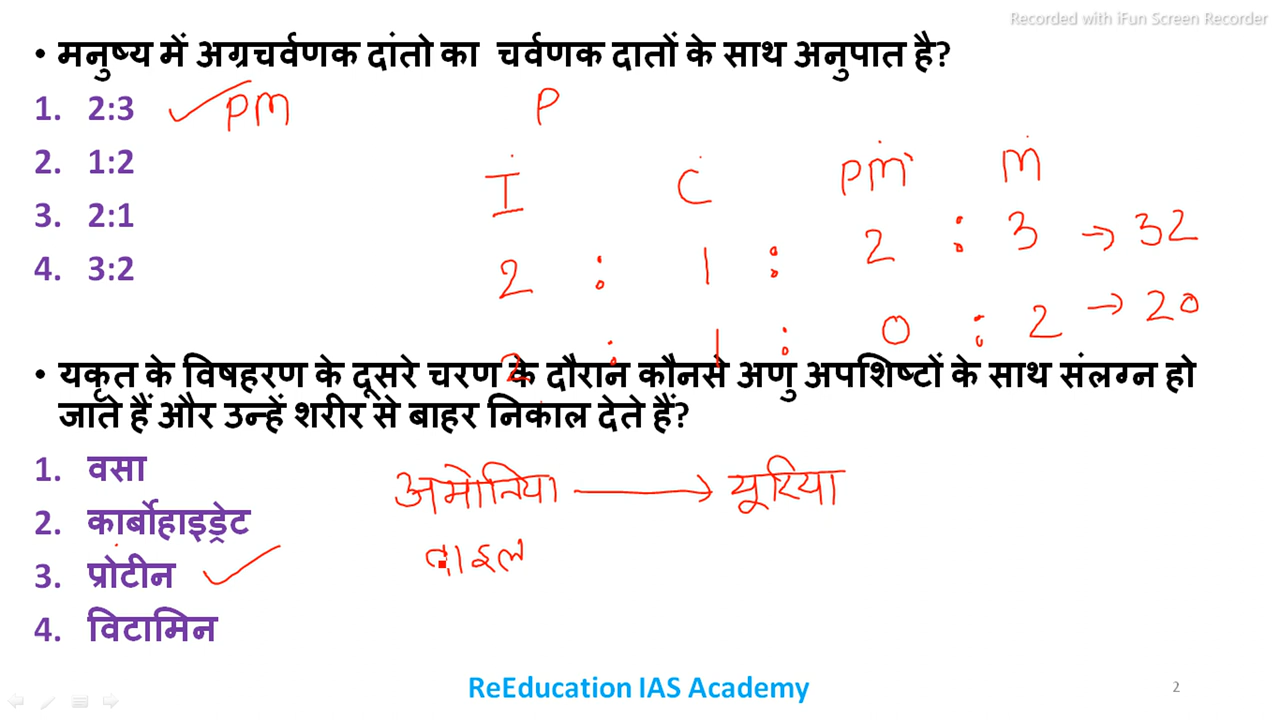 Recorded with iFun Screen Recorder
• मनुष्य में अग्रचर्वणक दांतो का चर्वणक दातों के साथ अनुपात है?
1. 2:3 ✓ PM P
2. 1:2
I C PM M
3. 2:1
2 : 1 : 2 : 3 → 32
4. 3:2
2 : 1 : 0 : 2 → 20
• यकृत के विषहरण के दूसरे चरण के दौरान कौनसे अणु अपशिष्टों के साथ संलग्न हो
जाते हैं और उन्हें शरीर से बाहर निकाल देते हैं?
1. वसा
अमोनिया → यूरिया
2. कार्बोहाइड्रेट
बाइल
3. प्रोटीन ✓
4. विटामिन
ReEducation IAS Academy
2